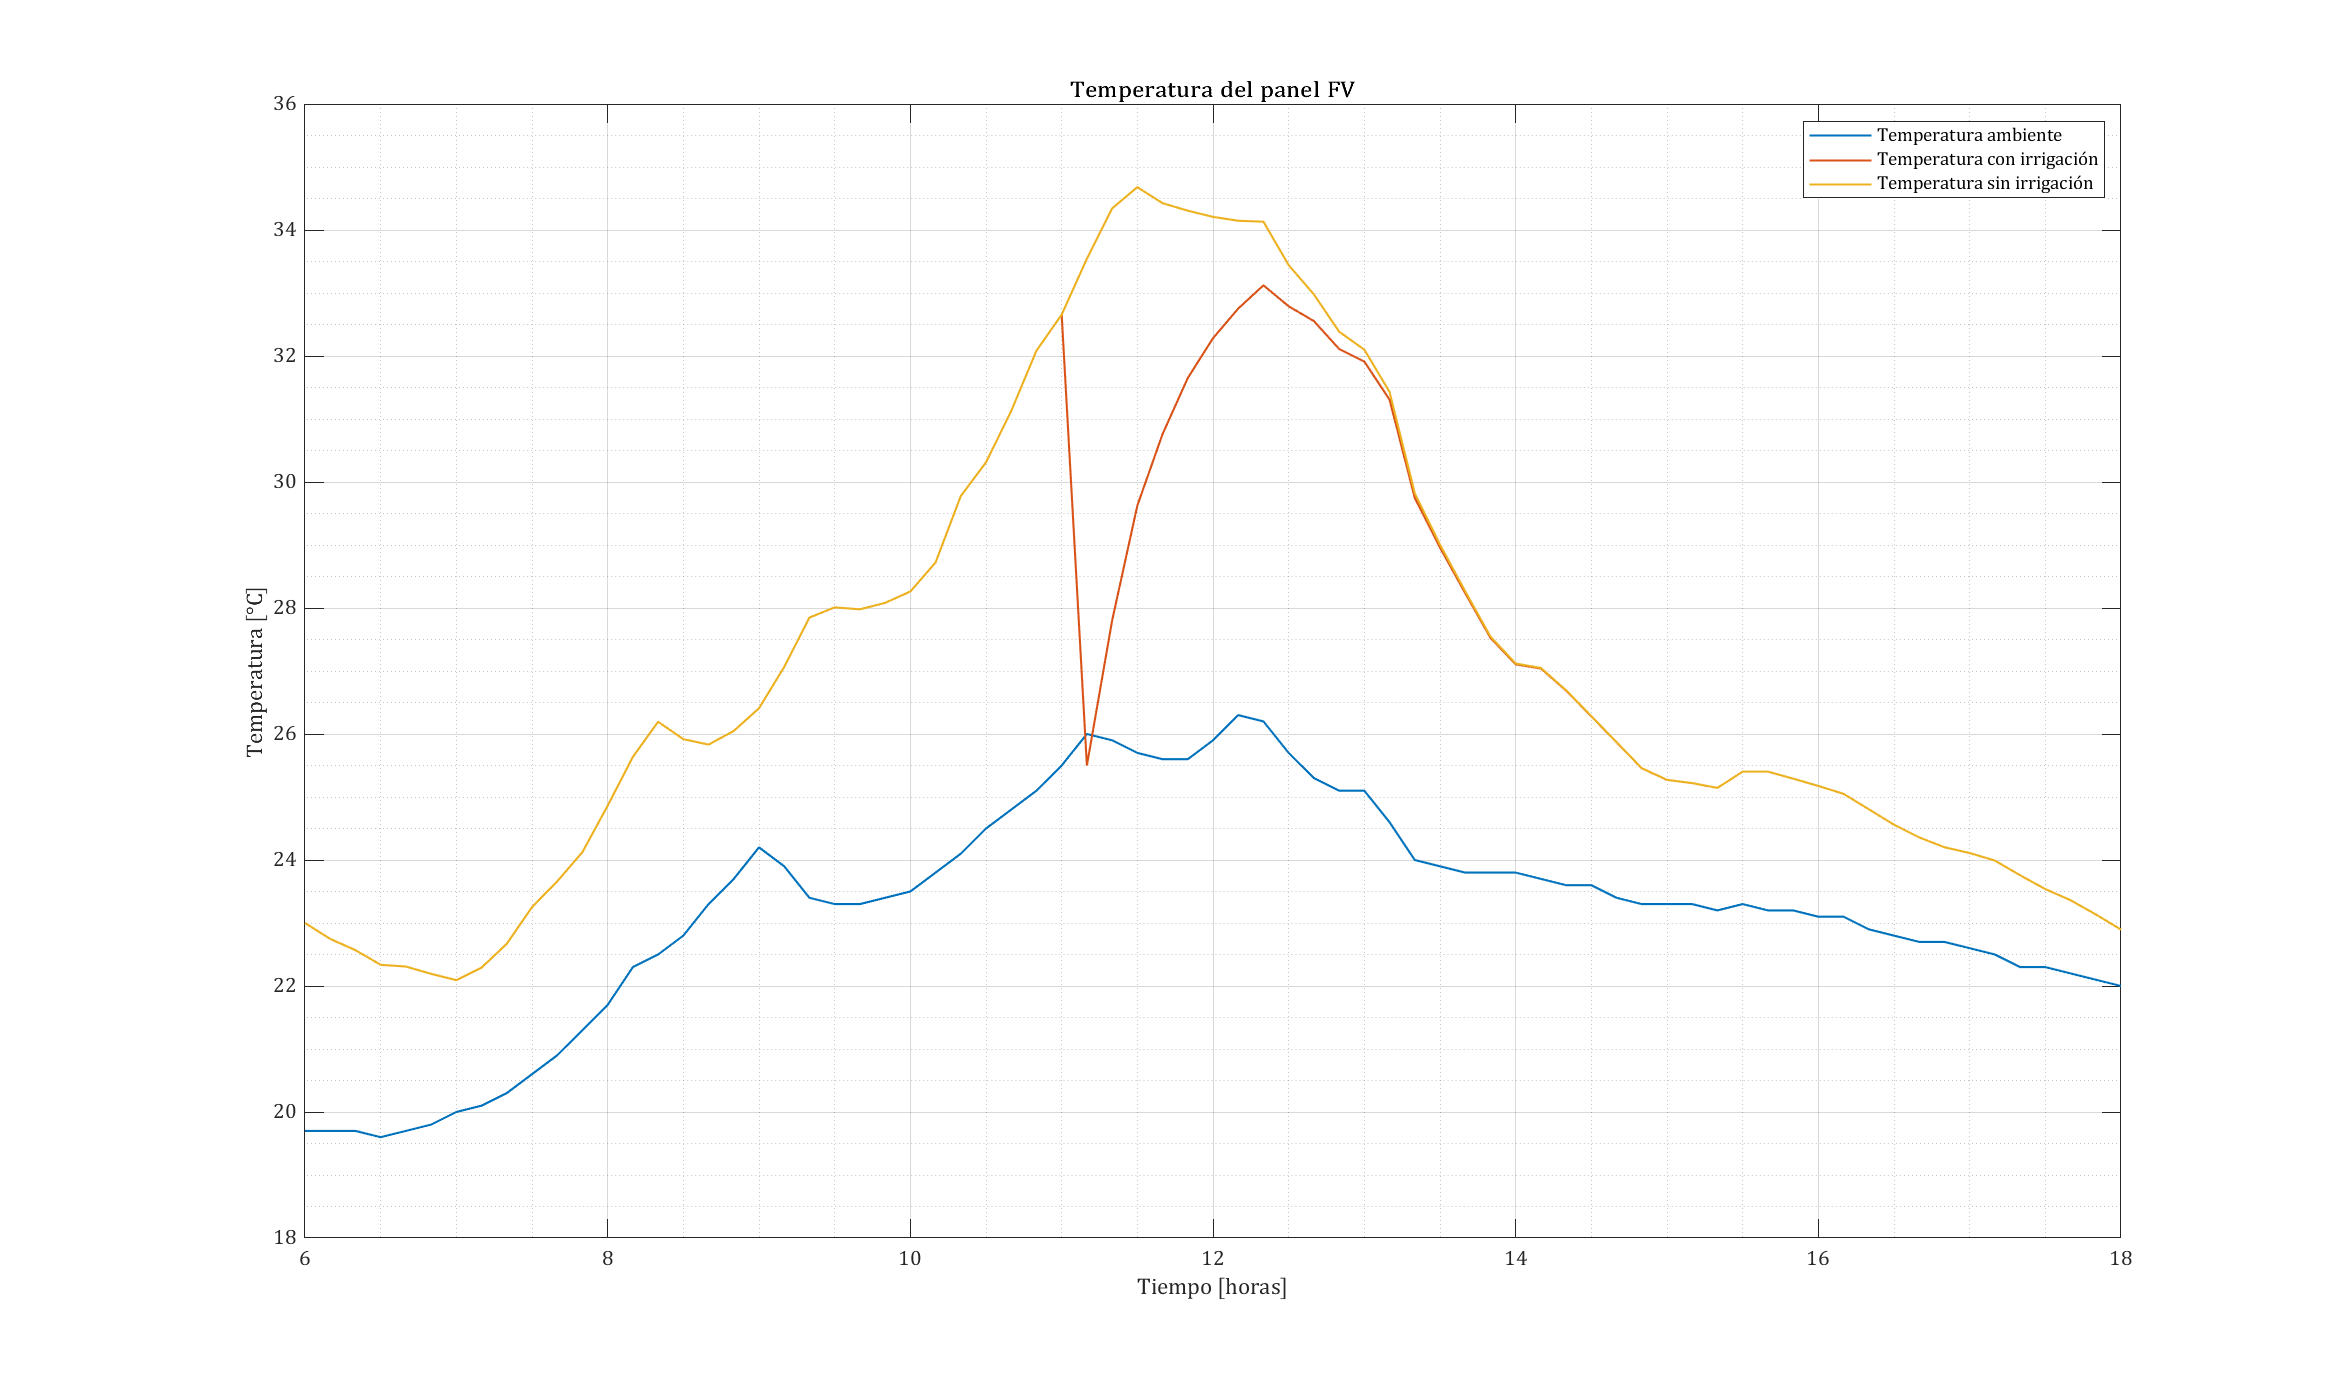 Temperatura del panel FV
36
34
32
30
28
26
24
22
20
18
Temperatura [°C]
6 8 10 12 14 16 18
Tiempo [horas]
Temperatura ambiente
Temperatura con irrigación
Temperatura sin irrigación